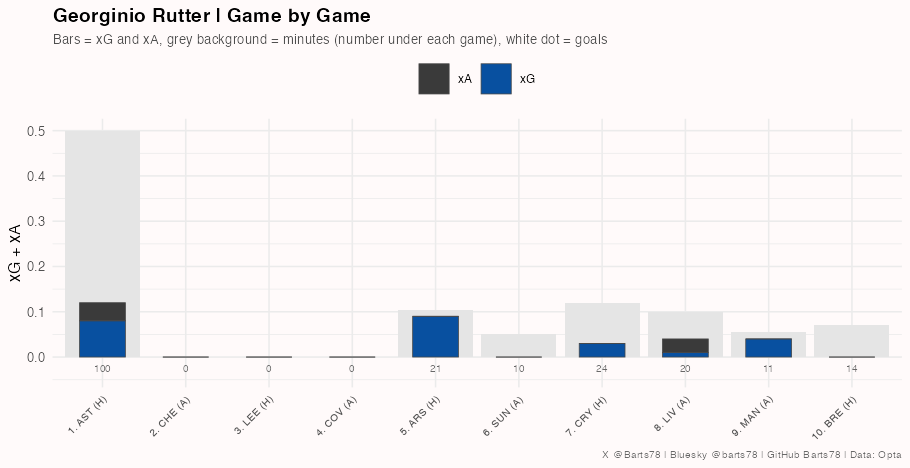 Georginio Rutter | Game by Game
Bars = xG and xA, grey background = minutes (number under each game), white dot = goals
xA xG
xG + xA
0.5
0.4
0.3
0.2
0.1
0.0
100 0 0 0 21 10 24 20 11 14
1. AST (H) 2. CHE (A) 3. LEE (H) 4. COV (A) 5. ARS (H) 6. SUN (A) 7. CRY (H) 8. LIV (A) 9. MAN (A) 10. BRE (H)
X @Barts78 | Bluesky @barts78 | GitHub Barts78 | Data: Opta